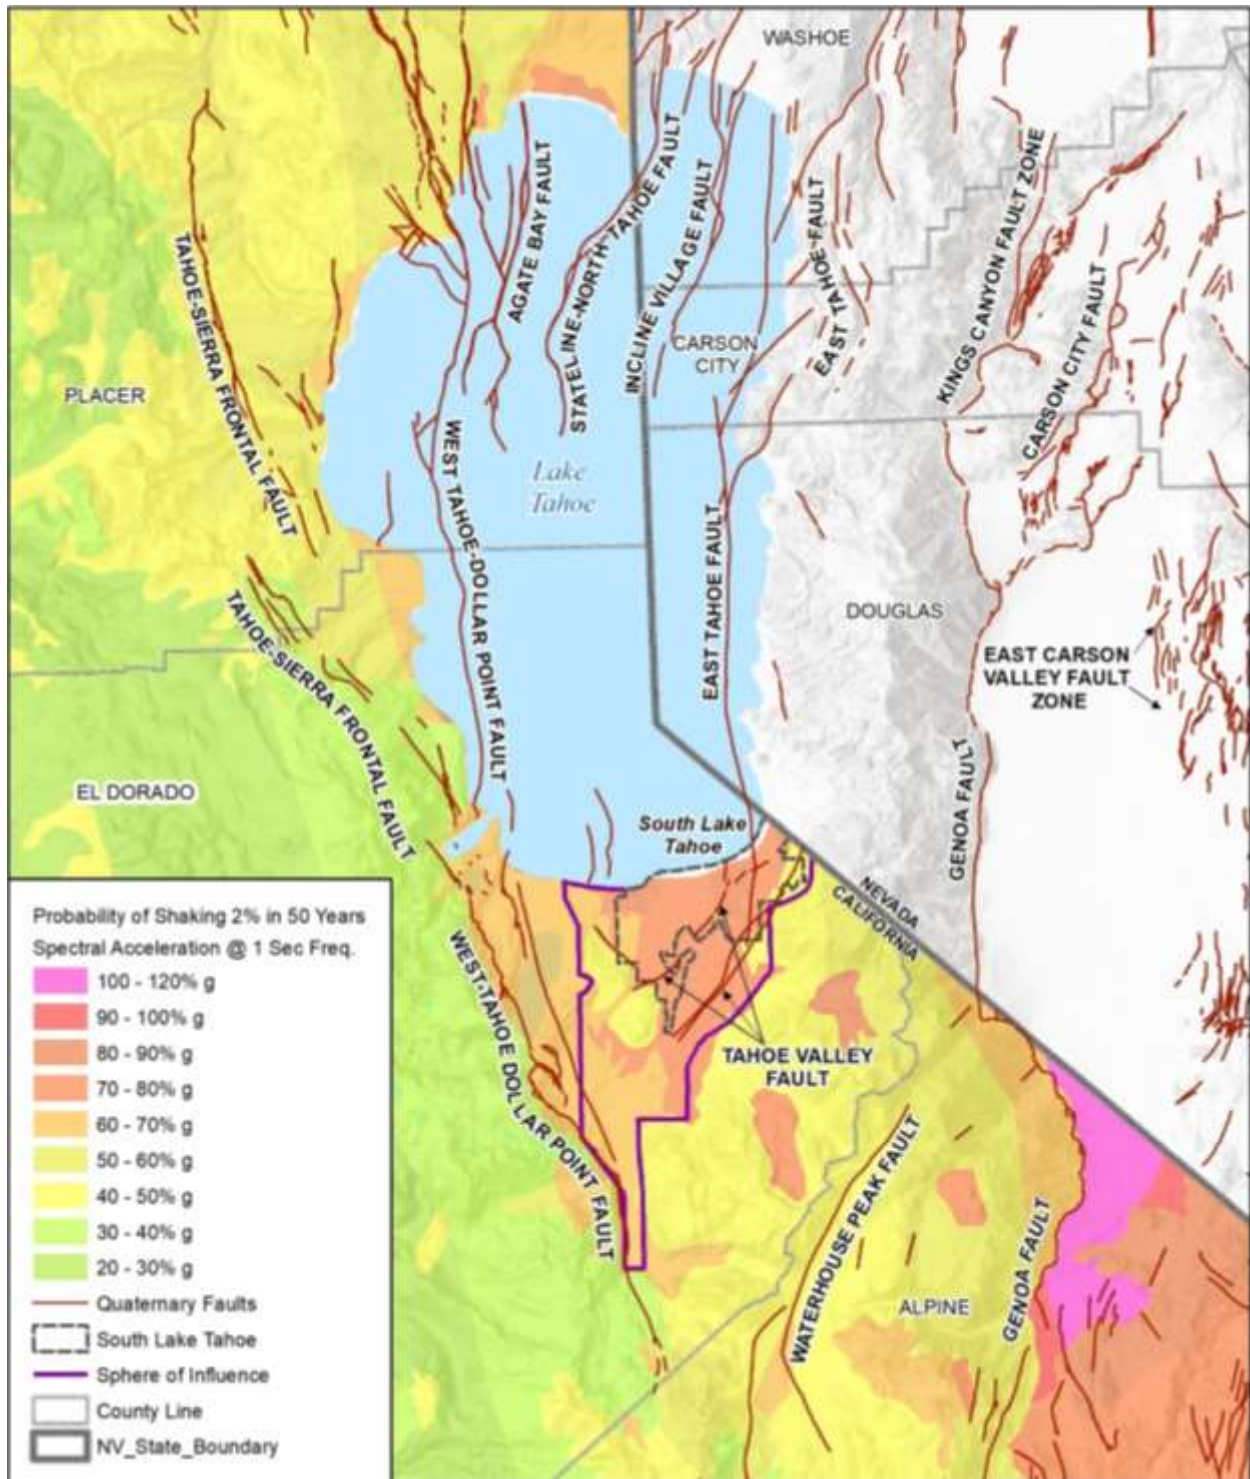 WASHOE
AGATE BAY FAULT
STATELINE-NORTH TAHOE FAULT
INCLINE VILLAGE FAULT
EAST TAHOE FAULT
KINGS CANYON FAULT ZONE
CARSON CITY FAULT
TAHOE-SIERRA FRONTAL FAULT
CARSON
CITY
PLACER
Lake
Tahoe
WEST TAHOE-DOLLAR POINT FAULT
EAST TAHOE FAULT
DOUGLAS
EAST CARSON
VALLEY FAULT
ZONE
TAHOE-SIERRA FRONTAL FAULT
EL DORADO
GENOA FAULT
South Lake
Tahoe
NEVADA
CALIFORNIA
WEST-TAHOE DOLLAR POINT FAULT
TAHOE VALLEY
FAULT
WATERHOUSE PEAK FAULT
GENOA FAULT
ALPINE
Probability of Shaking 2% in 50 Years
Spectral Acceleration @ 1 Sec Freq.
100 - 120% g
90 - 100% g
80 - 90% g
70 - 80% g
60 - 70% g
50 - 60% g
40 - 50% g
30 - 40% g
20 - 30% g
Quaternary Faults
South Lake Tahoe
Sphere of Influence
County Line
NV_State_Boundary